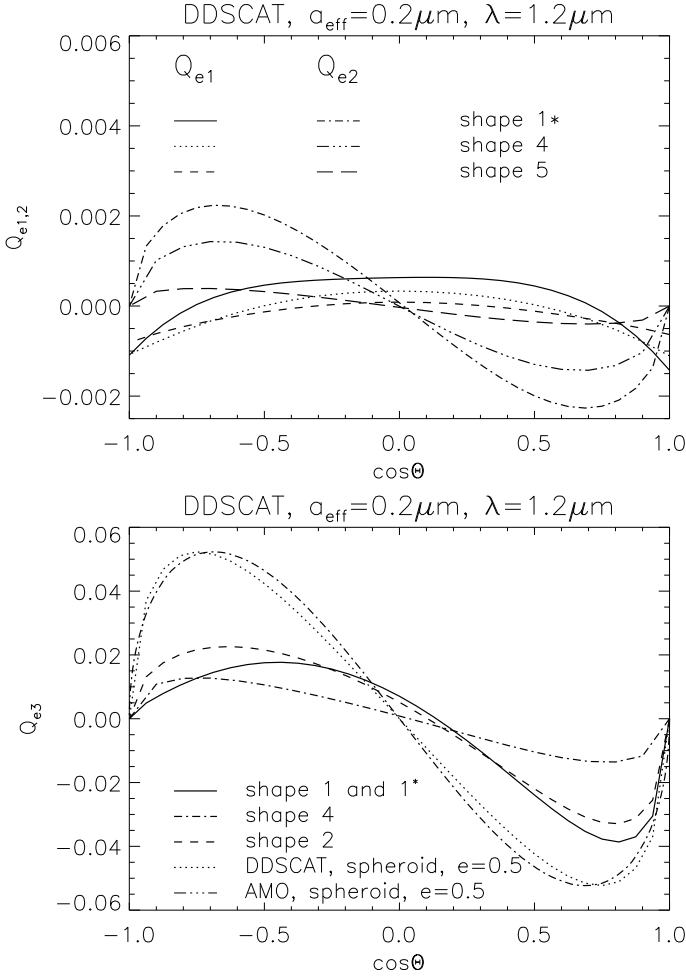 DDSCAT, a_eff=0.2μm, λ=1.2μm
0.006
Q_e1 Q_e2
0.004
shape 1*
shape 4
shape 5
Q_e1,2
0.002
0.000
−0.002
−1.0 −0.5 0.0 0.5 1.0
cosΘ
DDSCAT, a_eff=0.2μm, λ=1.2μm
0.06
0.04
0.02
Q_e3
0.00
−0.02
shape 1 and 1*
shape 4
−0.04
shape 2
DDSCAT, spheroid, e=0.5
AMO, spheroid, e=0.5
−0.06
−1.0 −0.5 0.0 0.5 1.0
cosΘ